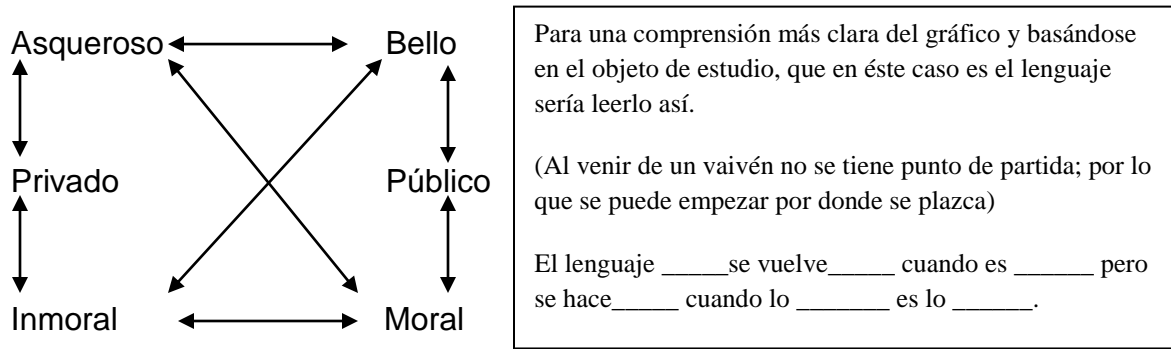 Asqueroso Bello
Privado Público
Inmoral Moral
Para una comprensión más clara del gráfico y basándose
en el objeto de estudio, que en éste caso es el lenguaje
sería leerlo así.
(Al venir de un vaivén no se tiene punto de partida; por lo
que se puede empezar por donde se plazca)
El lenguaje _____se vuelve_____ cuando es ______ pero
se hace_____ cuando lo _______ es lo ______.